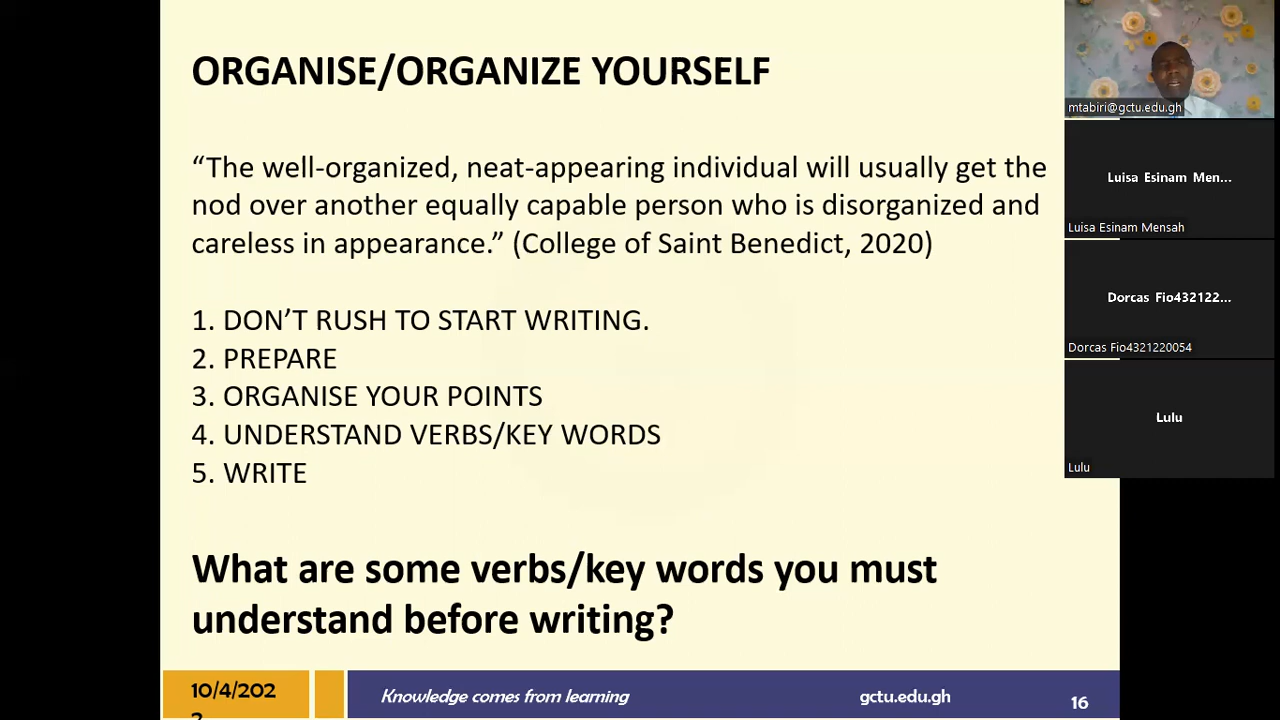 ORGANISE/ORGANIZE YOURSELF
“The well-organized, neat-appearing individual will usually get the
nod over another equally capable person who is disorganized and
careless in appearance.” (College of Saint Benedict, 2020)
1. DON’T RUSH TO START WRITING.
2. PREPARE
3. ORGANISE YOUR POINTS
4. UNDERSTAND VERBS/KEY WORDS
5. WRITE
What are some verbs/key words you must
understand before writing?
10/4/202
Knowledge comes from learning
gctu.edu.gh
16
mtabiri@gctu.edu.gh
Luisa Esinam Men...
Luisa Esinam Mensah
Dorcas Fio432122...
Dorcas Fio4321220054
Lulu
Lulu